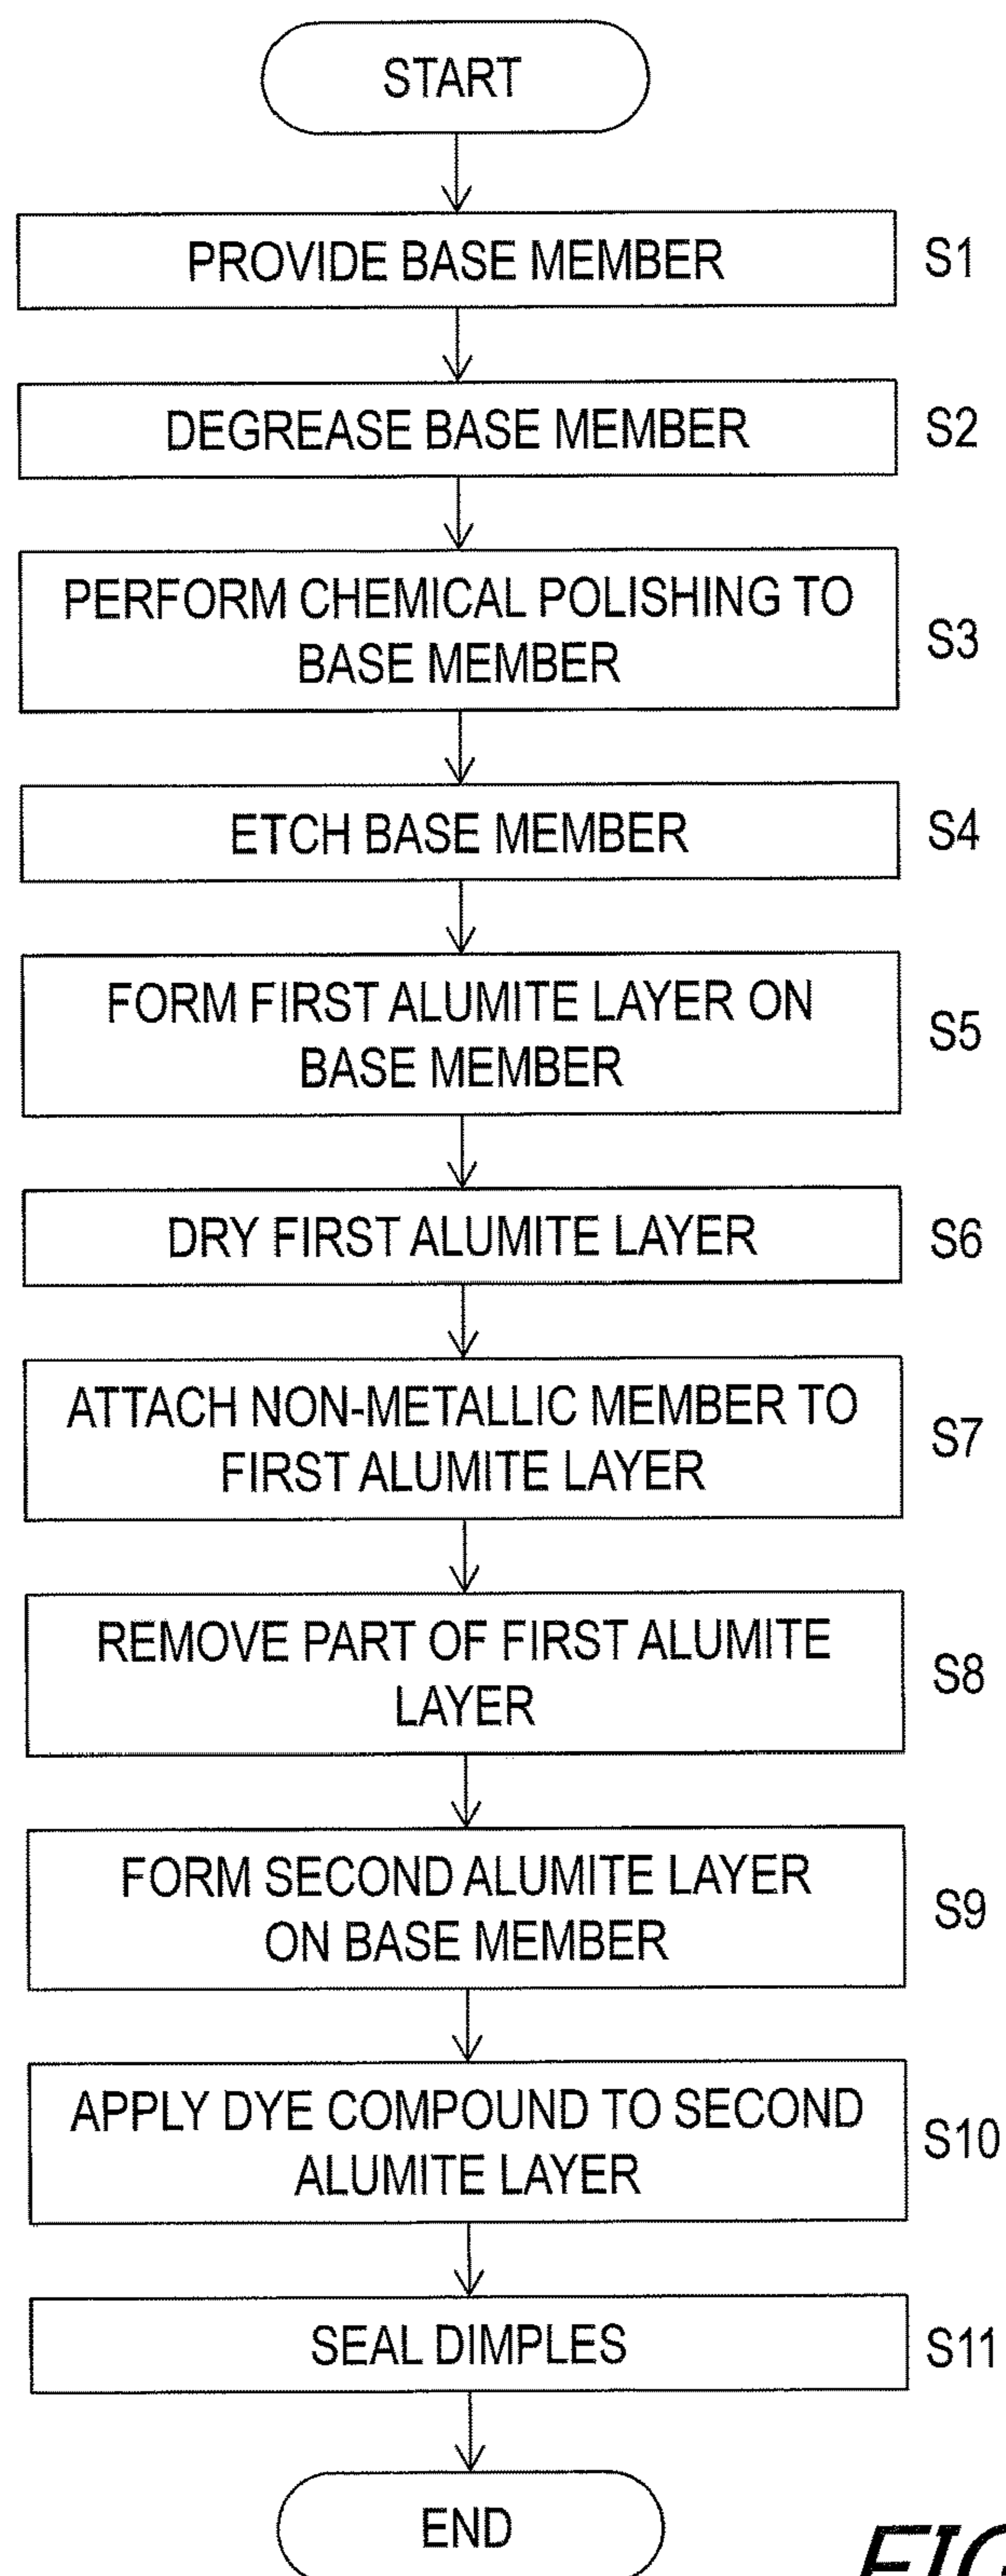 START
PROVIDE BASE MEMBER S1
DEGREASE BASE MEMBER S2
PERFORM CHEMICAL POLISHING TO
BASE MEMBER
S3
ETCH BASE MEMBER S4
FORM FIRST ALUMITE LAYER ON
BASE MEMBER
S5
DRY FIRST ALUMITE LAYER S6
ATTACH NON-METALLIC MEMBER TO
FIRST ALUMITE LAYER
S7
REMOVE PART OF FIRST ALUMITE
LAYER
S8
FORM SECOND ALUMITE LAYER
ON BASE MEMBER
S9
APPLY DYE COMPOUND TO SECOND
ALUMITE LAYER
S10
SEAL DIMPLES S11
END